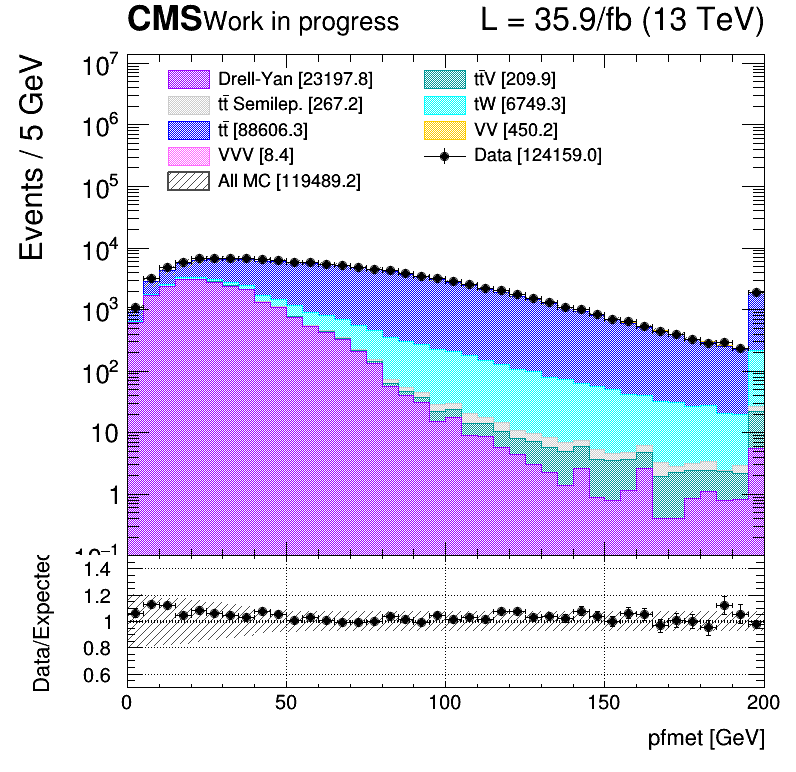 CMS Work in progress L = 35.9/fb (13 TeV)
Events / 5 GeV
Drell-Yan [23197.8]
tt̄ Semilep. [267.2]
tt̄ [88606.3]
VVV [8.4]
All MC [119489.2]
tt̄V [209.9]
tW [6749.3]
VV [450.2]
Data [124159.0]
10⁷
10⁶
10⁵
10⁴
10³
10²
10
1
10⁻¹
Data/Expected
1.4
1.2
1
0.8
0.6
0 50 100 150 200
pfmet [GeV]